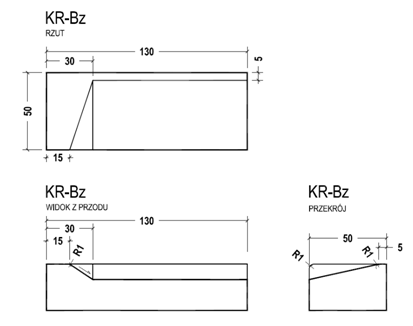 KR-Bz
RZUT
130
30
5
50
15
KR-Bz
WIDOK Z PRZODU
130
30
15
R1
KR-Bz
PRZEKRÓJ
50
5
R1
R1